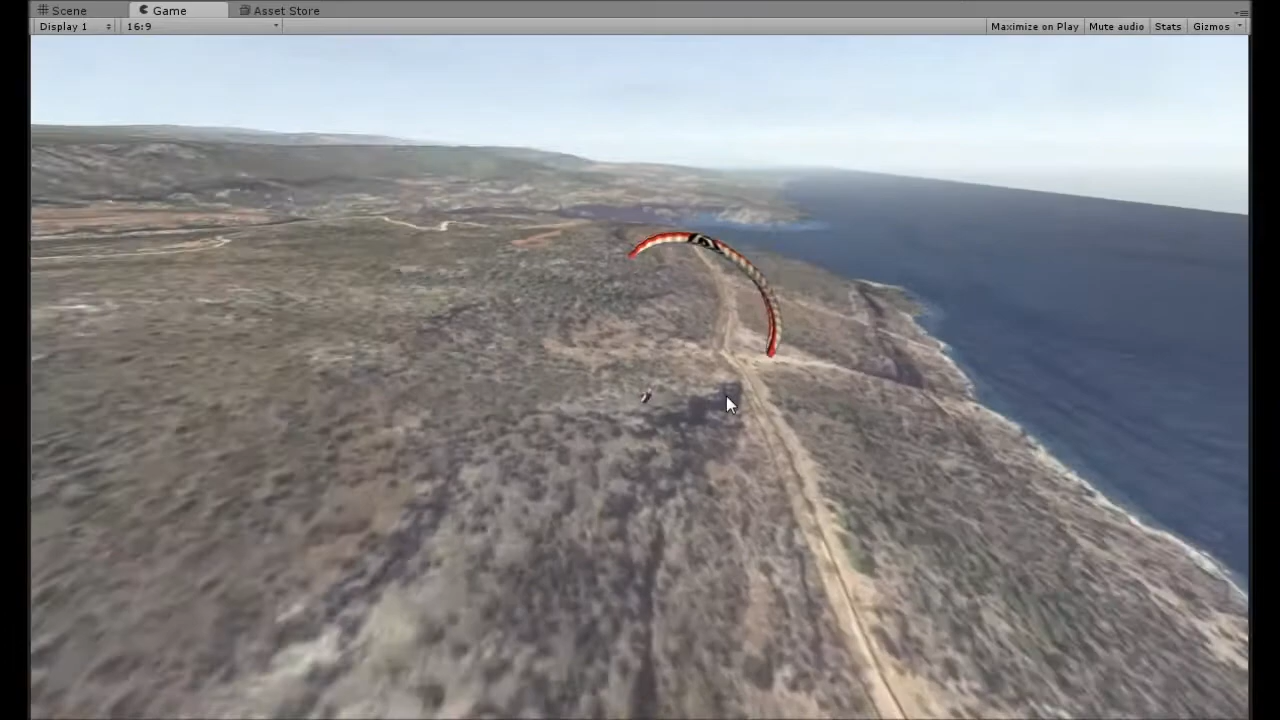 Scene Game Asset Store
Display 1 16:9 Maximize on Play Mute audio Stats Gizmos